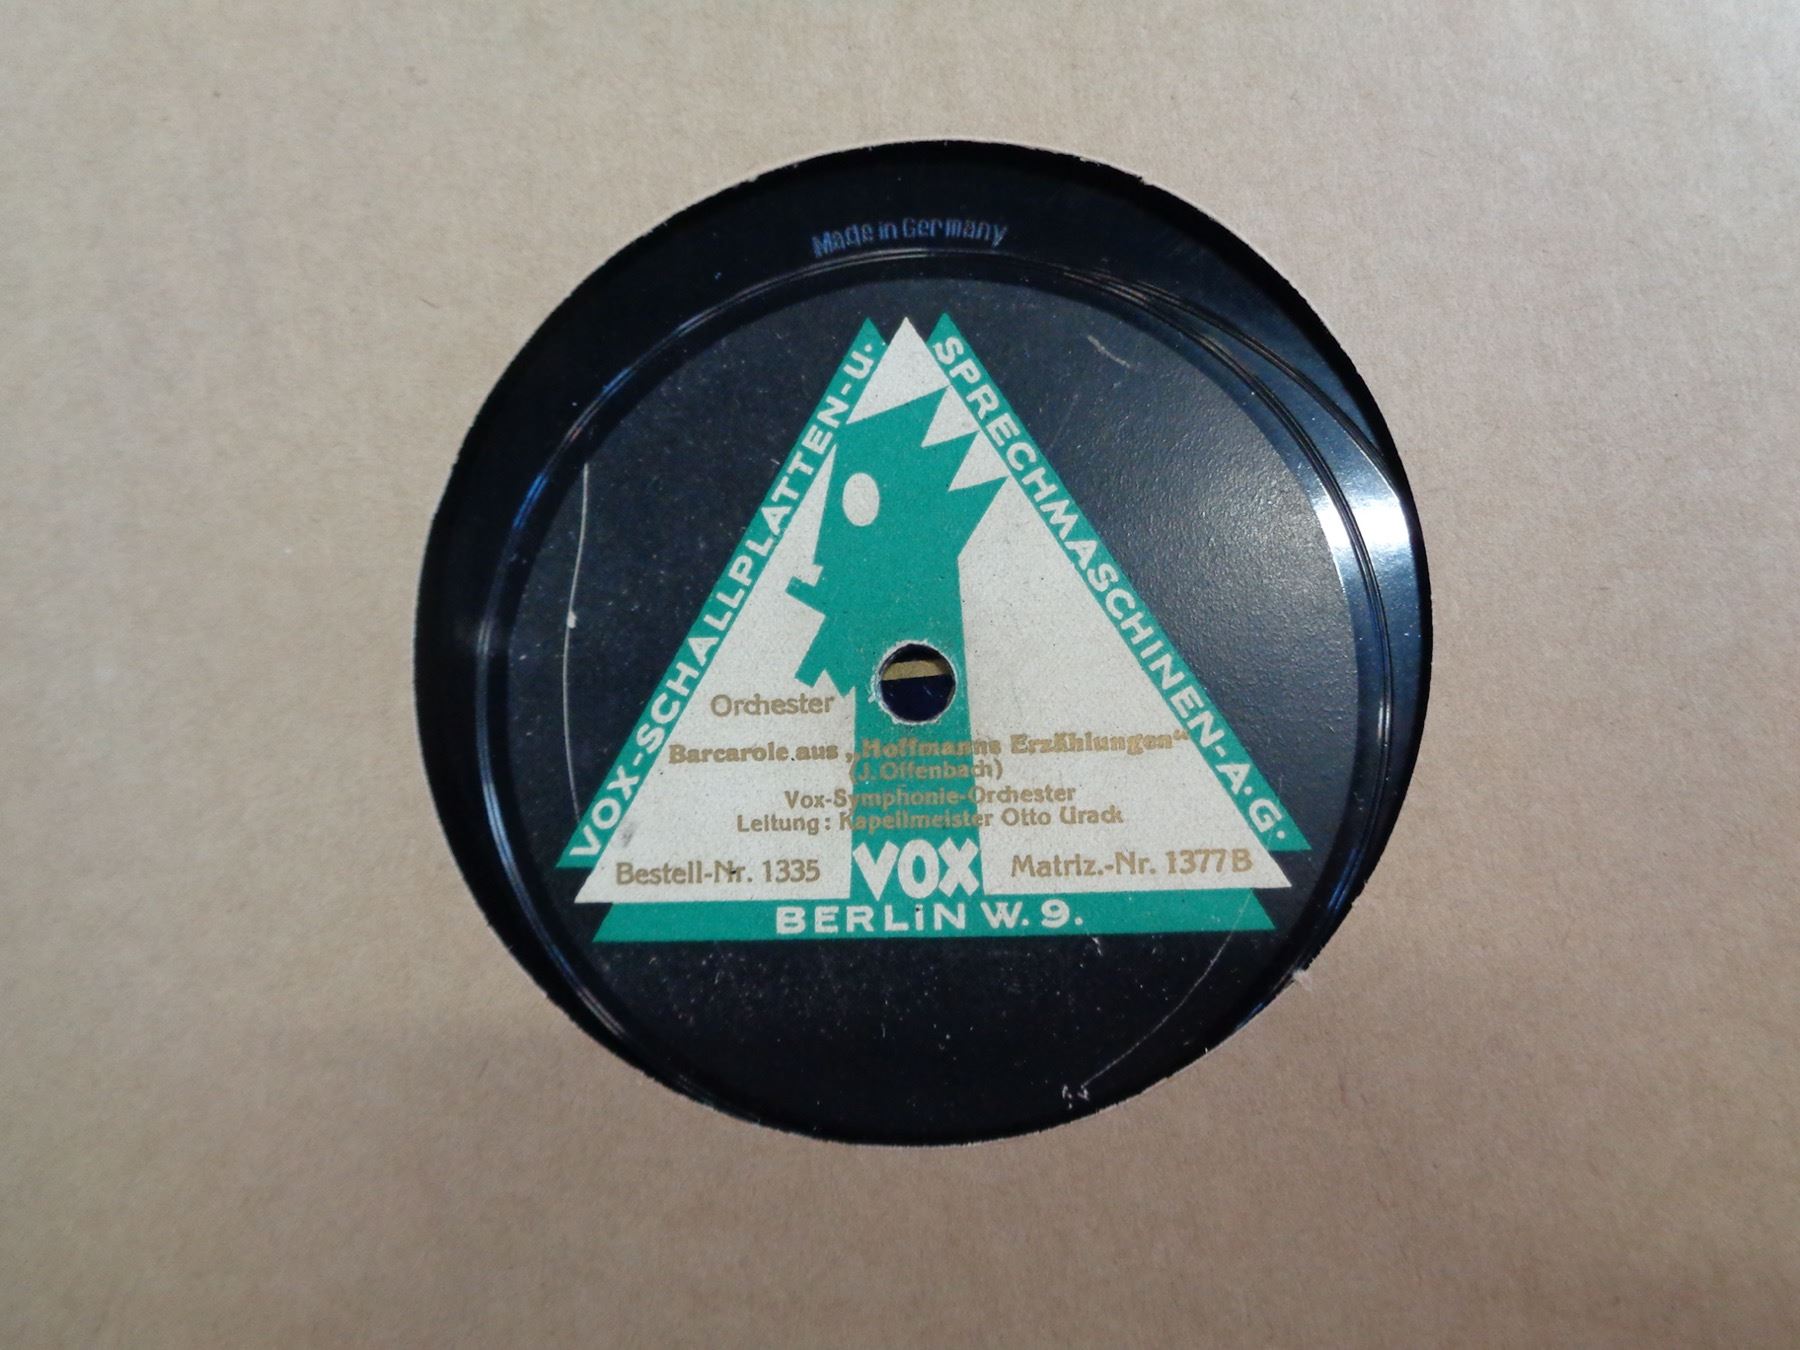 Made in Germany
VOX-SCHALLPLATTEN-U.
SPRECHMASCHINEN-A.G.
Orchester
Barcarole aus „Hoffmanns Erzählungen“
(J. Offenbach)
Vox-Symphonie-Orchester
Leitung: Kapellmeister Otto Urack
Bestell-Nr. 1335
VOX
Matriz.-Nr. 1377 B
BERLIN W. 9.